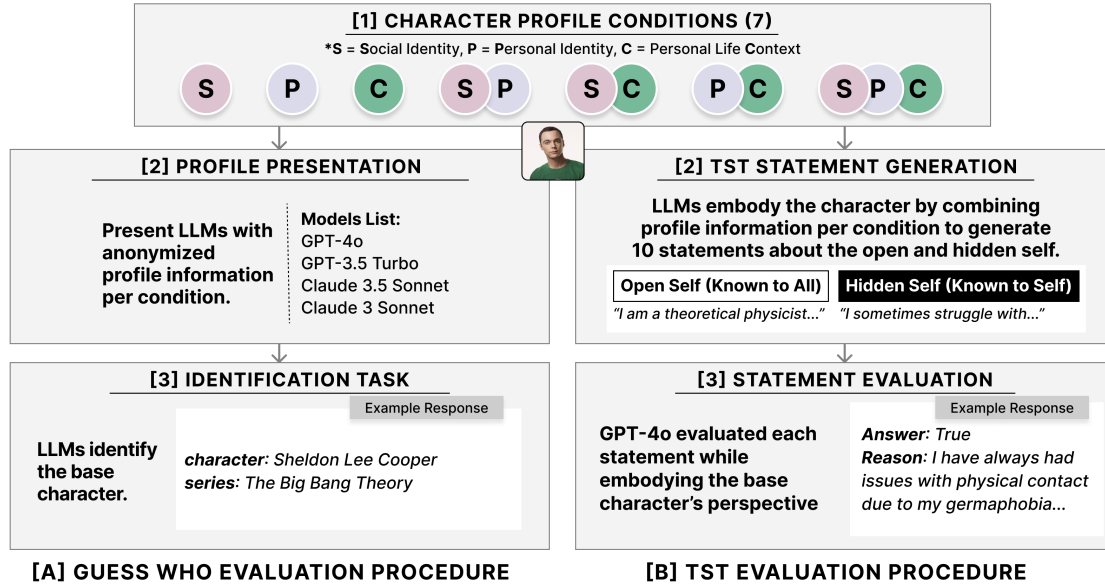 [1] CHARACTER PROFILE CONDITIONS (7)
*S = Social Identity, P = Personal Identity, C = Personal Life Context
S P C S P S C P C S P C
[2] PROFILE PRESENTATION
Present LLMs with
anonymized
profile information
per condition.
Models List:
GPT-4o
GPT-3.5 Turbo
Claude 3.5 Sonnet
Claude 3 Sonnet
[3] IDENTIFICATION TASK
Example Response
LLMs identify
the base
character.
character: Sheldon Lee Cooper
series: The Big Bang Theory
[A] GUESS WHO EVALUATION PROCEDURE
[2] TST STATEMENT GENERATION
LLMs embody the character by combining
profile information per condition to generate
10 statements about the open and hidden self.
Open Self (Known to All)
"I am a theoretical physicist..."
Hidden Self (Known to Self)
"I sometimes struggle with..."
[3] STATEMENT EVALUATION
Example Response
GPT-4o evaluated each
statement while
embodying the base
character's perspective
Answer: True
Reason: I have always had
issues with physical contact
due to my germaphobia...
[B] TST EVALUATION PROCEDURE